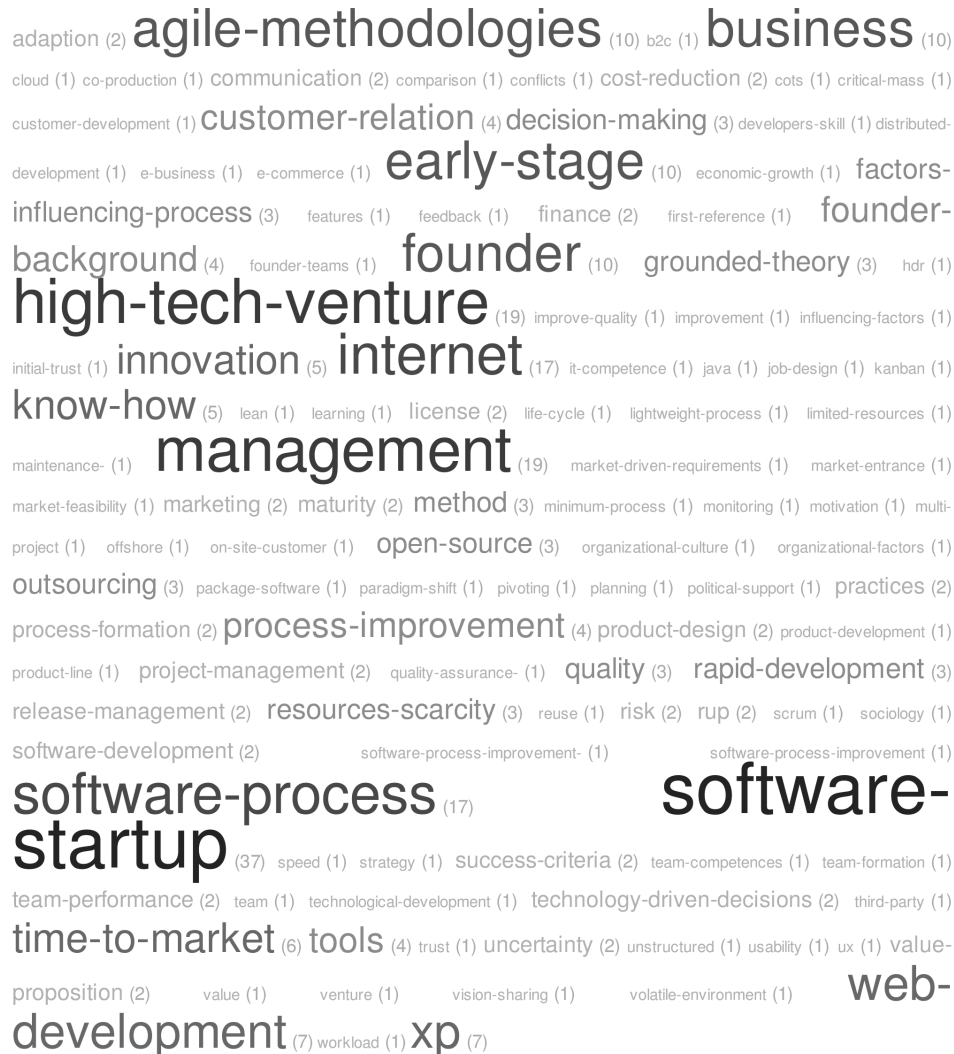 adaption (2) agile-methodologies (10) b2c (1) business (10)
cloud (1) co-production (1) communication (2) comparison (1) conflicts (1) cost-reduction (2) cots (1) critical-mass (1)
customer-development (1) customer-relation (4) decision-making (3) developers-skill (1) distributed-
development (1) e-business (1) e-commerce (1) early-stage (10) economic-growth (1) factors-
influencing-process (3) features (1) feedback (1) finance (2) first-reference (1) founder-
background (4) founder-teams (1) founder (10) grounded-theory (3) hdr (1)
high-tech-venture (19) improve-quality (1) improvement (1) influencing-factors (1)
initial-trust (1) innovation (5) internet (17) it-competence (1) java (1) job-design (1) kanban (1)
know-how (5) lean (1) learning (1) license (2) life-cycle (1) lightweight-process (1) limited-resources (1)
maintenance- (1) management (19) market-driven-requirements (1) market-entrance (1)
market-feasibility (1) marketing (2) maturity (2) method (3) minimum-process (1) monitoring (1) motivation (1) multi-
project (1) offshore (1) on-site-customer (1) open-source (3) organizational-culture (1) organizational-factors (1)
outsourcing (3) package-software (1) paradigm-shift (1) pivoting (1) planning (1) political-support (1) practices (2)
process-formation (2) process-improvement (4) product-design (2) product-development (1)
product-line (1) project-management (2) quality-assurance- (1) quality (3) rapid-development (3)
release-management (2) resources-scarcity (3) reuse (1) risk (2) rup (2) scrum (1) sociology (1)
software-development (2) software-process-improvement- (1) software-process-improvement (1)
software-process (17) software-
startup (37) speed (1) strategy (1) success-criteria (2) team-competences (1) team-formation (1)
team-performance (2) team (1) technological-development (1) technology-driven-decisions (2) third-party (1)
time-to-market (6) tools (4) trust (1) uncertainty (2) unstructured (1) usability (1) ux (1) value-
proposition (2) value (1) venture (1) vision-sharing (1) volatile-environment (1) web-
development (7) workload (1) xp (7)